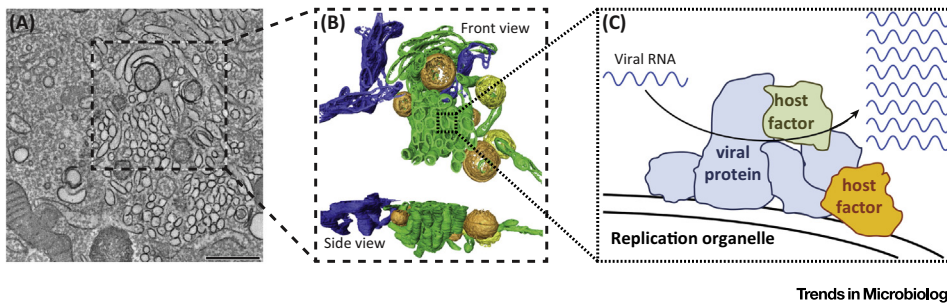 (A)
(B)
Front view
Side view
(C)
Viral RNA
host
factor
viral
protein
host
factor
Replication organelle
Trends in Microbiolog